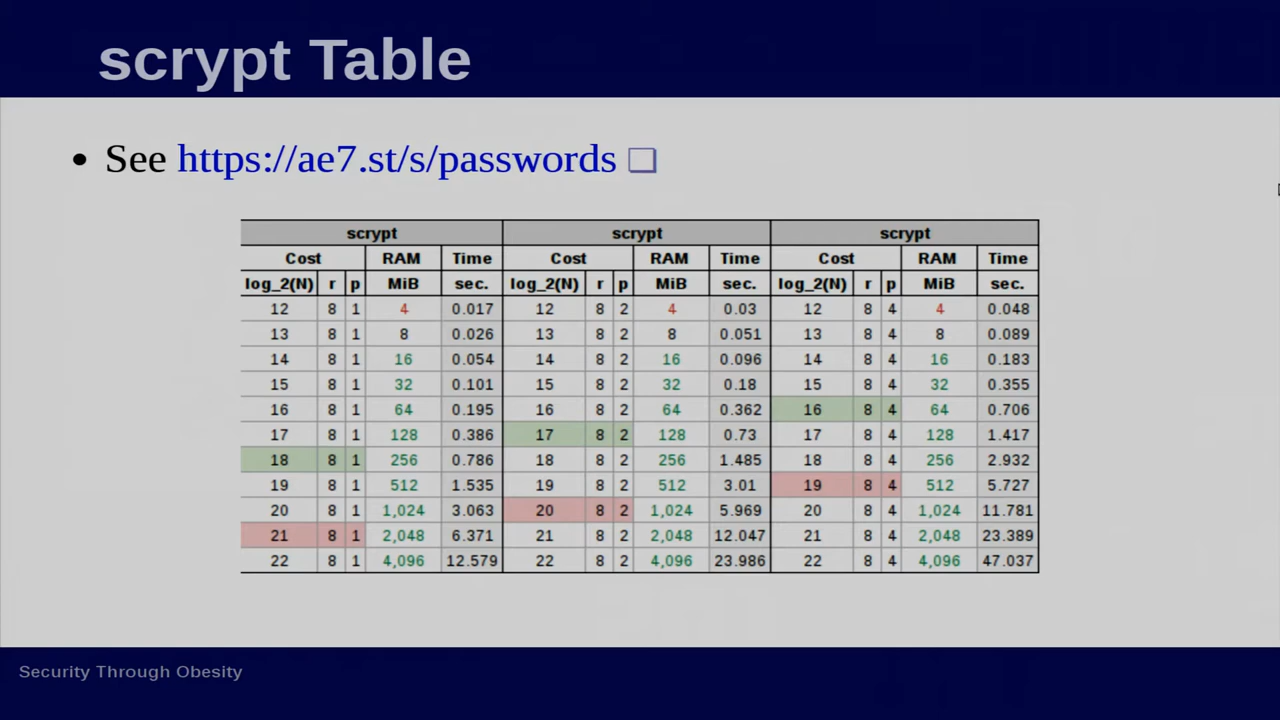 scrypt Table
• See https://ae7.st/s/passwords
scrypt scrypt scrypt
Cost RAM Time Cost RAM Time Cost RAM Time
log_2(N) r p MiB sec. log_2(N) r p MiB sec. log_2(N) r p MiB sec.
12 8 1 4 0.017 12 8 2 4 0.03 12 8 4 4 0.048
13 8 1 8 0.026 13 8 2 8 0.051 13 8 4 8 0.089
14 8 1 16 0.054 14 8 2 16 0.096 14 8 4 16 0.183
15 8 1 32 0.101 15 8 2 32 0.18 15 8 4 32 0.355
16 8 1 64 0.195 16 8 2 64 0.362 16 8 4 64 0.706
17 8 1 128 0.386 17 8 2 128 0.73 17 8 4 128 1.417
18 8 1 256 0.786 18 8 2 256 1.485 18 8 4 256 2.932
19 8 1 512 1.535 19 8 2 512 3.01 19 8 4 512 5.727
20 8 1 1,024 3.063 20 8 2 1,024 5.969 20 8 4 1,024 11.781
21 8 1 2,048 6.371 21 8 2 2,048 12.047 21 8 4 2,048 23.389
22 8 1 4,096 12.579 22 8 2 4,096 23.986 22 8 4 4,096 47.037
Security Through Obesity